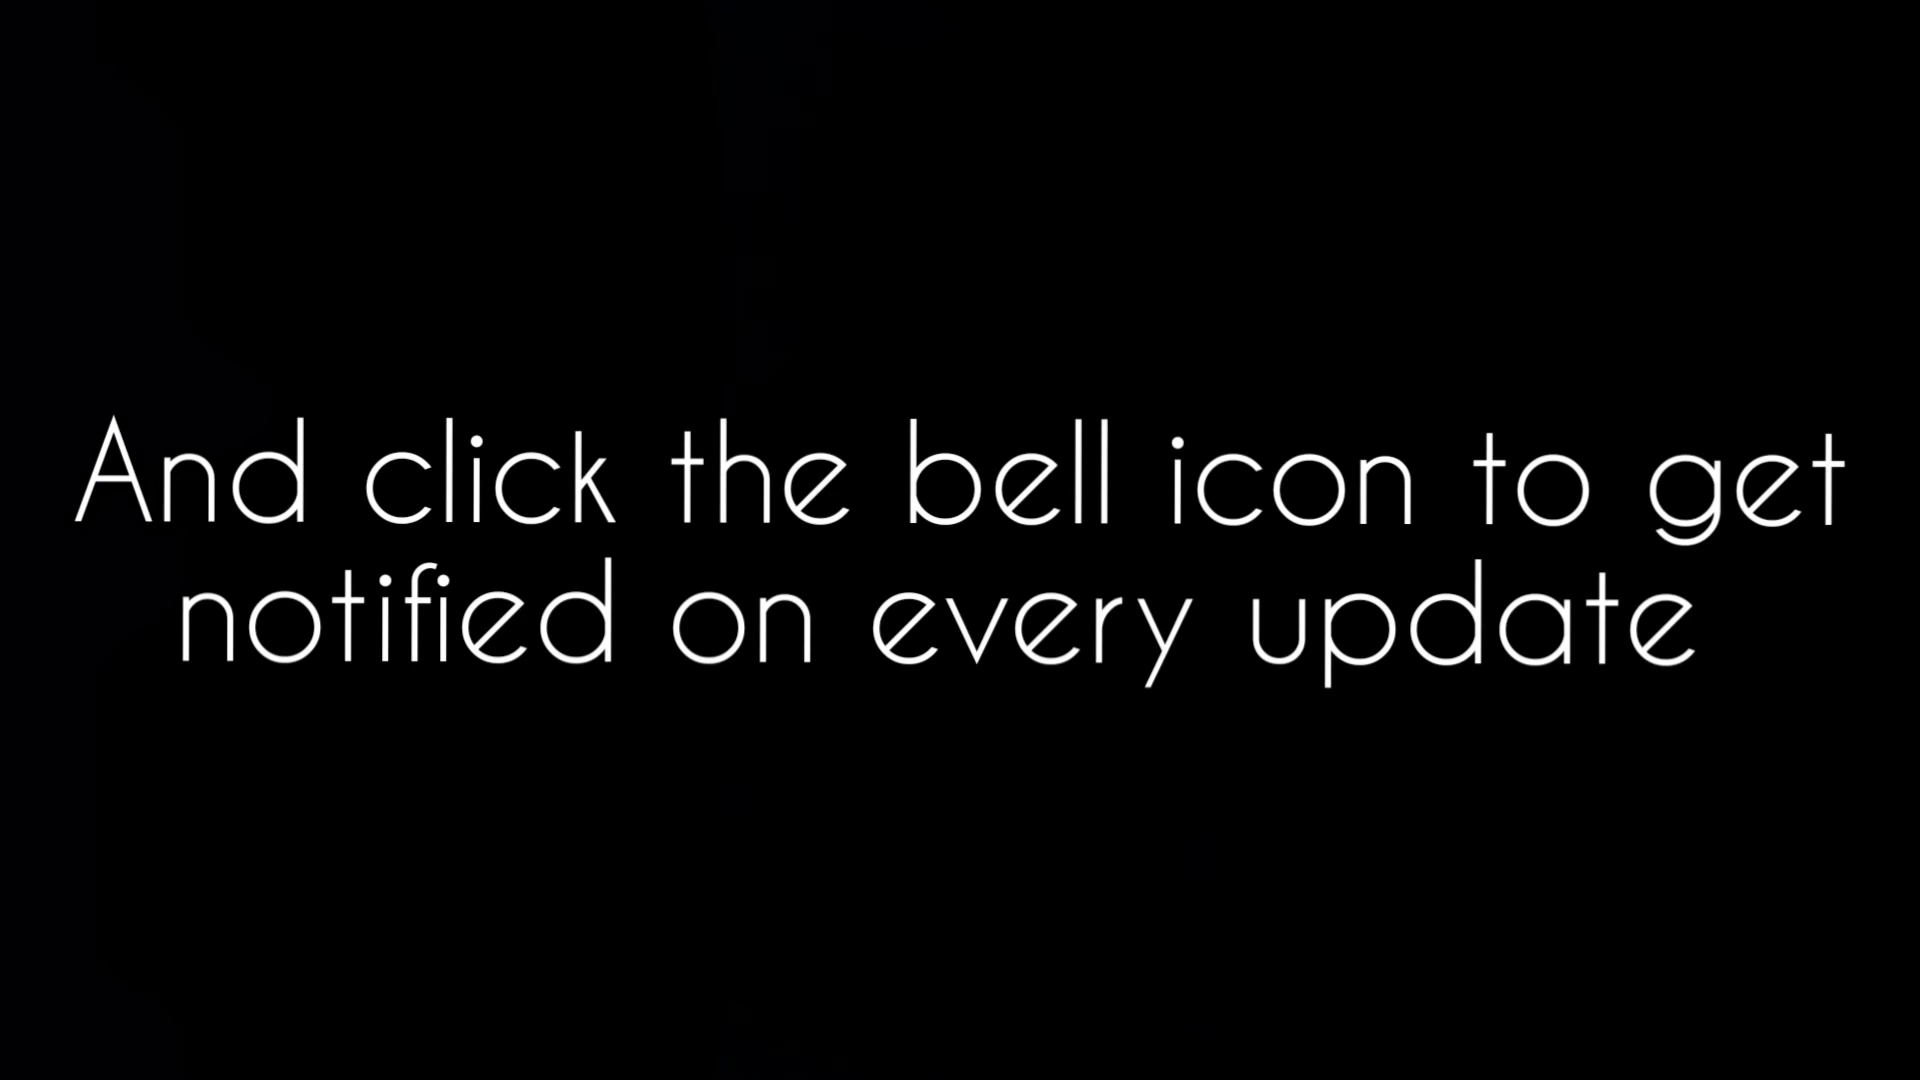 And click the bell icon to get
notified on every update